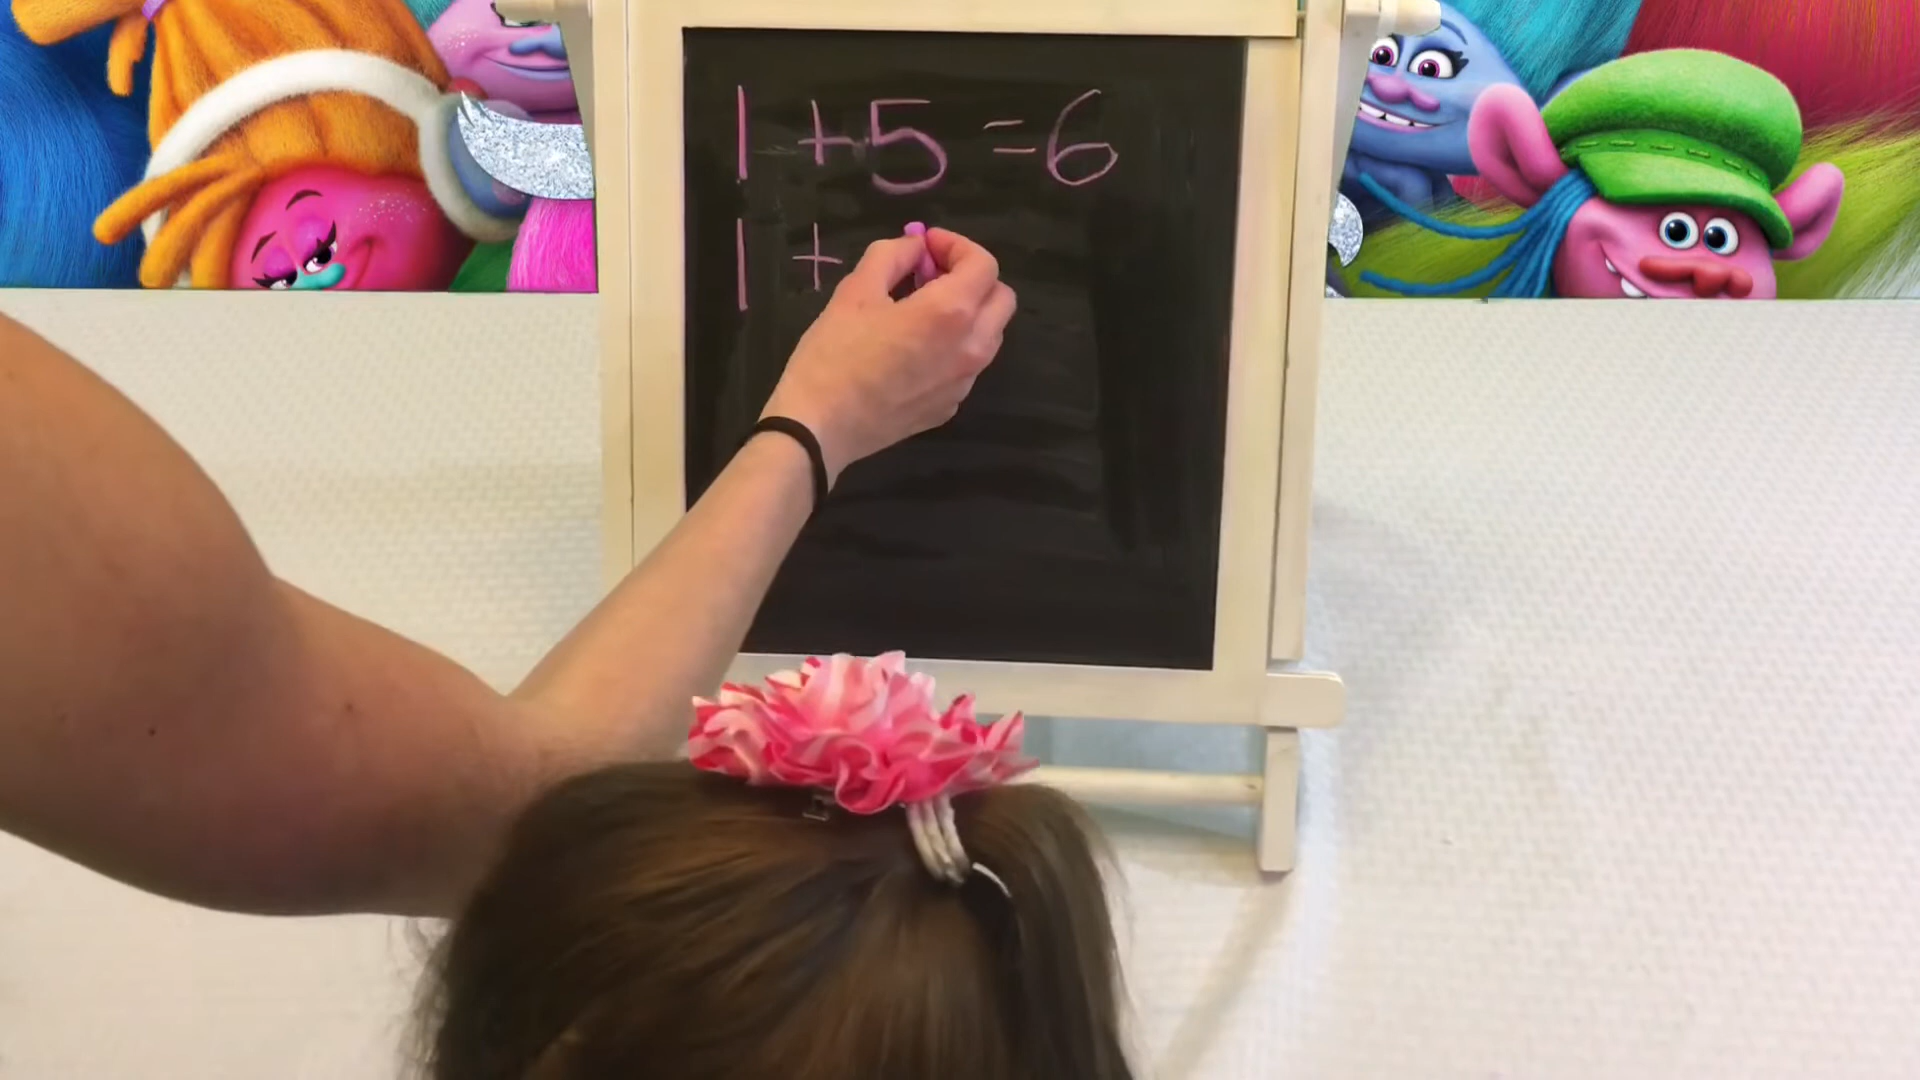 1 + 5 = 6
1 +